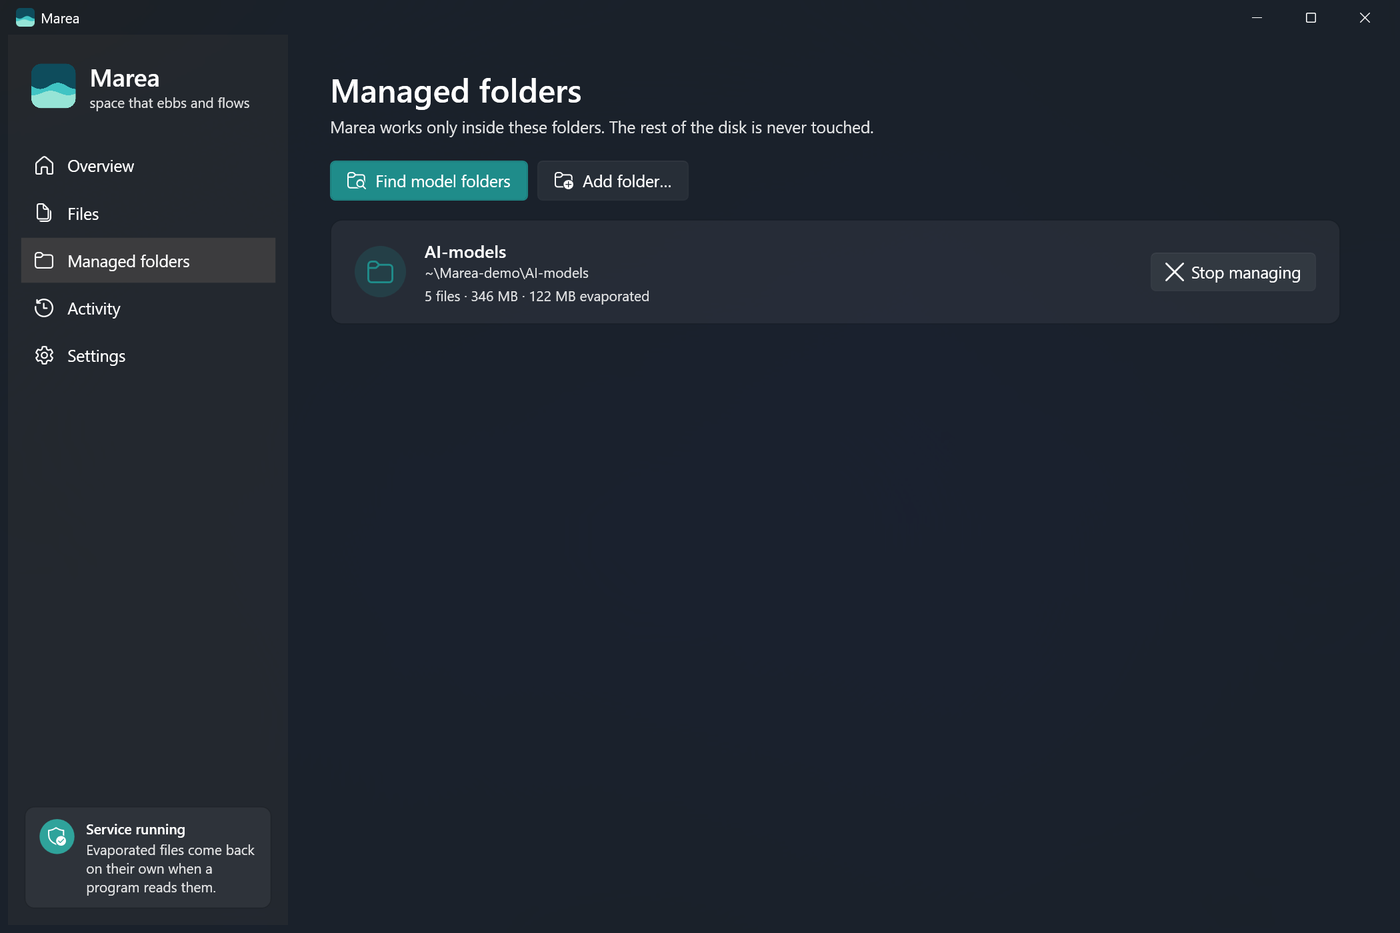 Marea
Marea
space that ebbs and flows
Overview
Files
Managed folders
Activity
Settings
Service running
Evaporated files come back
on their own when a
program reads them.
Managed folders
Marea works only inside these folders. The rest of the disk is never touched.
Find model folders
Add folder...
AI-models
~\Marea-demo\AI-models
5 files · 346 MB · 122 MB evaporated
Stop managing